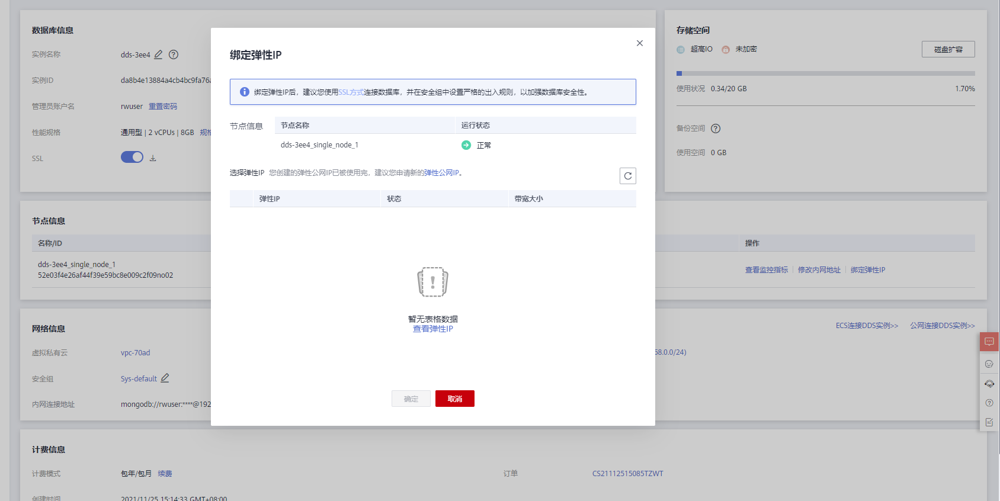 数据库信息
实例名称 dds-3ee4
实例ID da8b4e13884a4cb4bc9fa76a
管理员账户名 rwuser 重置密码
性能规格 通用型 | 2 vCPUs | 8GB 规格
SSL
存储空间
超高IO 未加密 磁盘扩容
使用状况 0.34/20 GB 1.70%
备份空间
使用空间 0 GB
绑定弹性IP
绑定弹性IP后，建议您使用SSL方式连接数据库，并在安全组中设置严格的出入规则，以加强数据库安全性。
节点信息 节点名称 运行状态
dds-3ee4_single_node_1 正常
选择弹性IP 您创建的弹性公网IP已被使用完，建议您申请新的弹性公网IP。
弹性IP 状态 带宽大小
暂无表格数据
查看弹性IP
确定 取消
节点信息
名称/ID 操作
dds-3ee4_single_node_1
52e03f4e26af44f39e59bc8e009c2f09no02
查看监控指标 修改内网地址 绑定弹性IP
网络信息 ECS连接DDS实例>> 公网连接DDS实例>>
虚拟私有云 vpc-70ad 68.0.0/24)
安全组 Sys-default
内网连接地址 mongodb://rwuser:****@192
计费信息
计费模式 包年/包月 续费 订单 CS21112515085TZWT
创建时间 2021/11/25 15:14:33 GMT+08:00